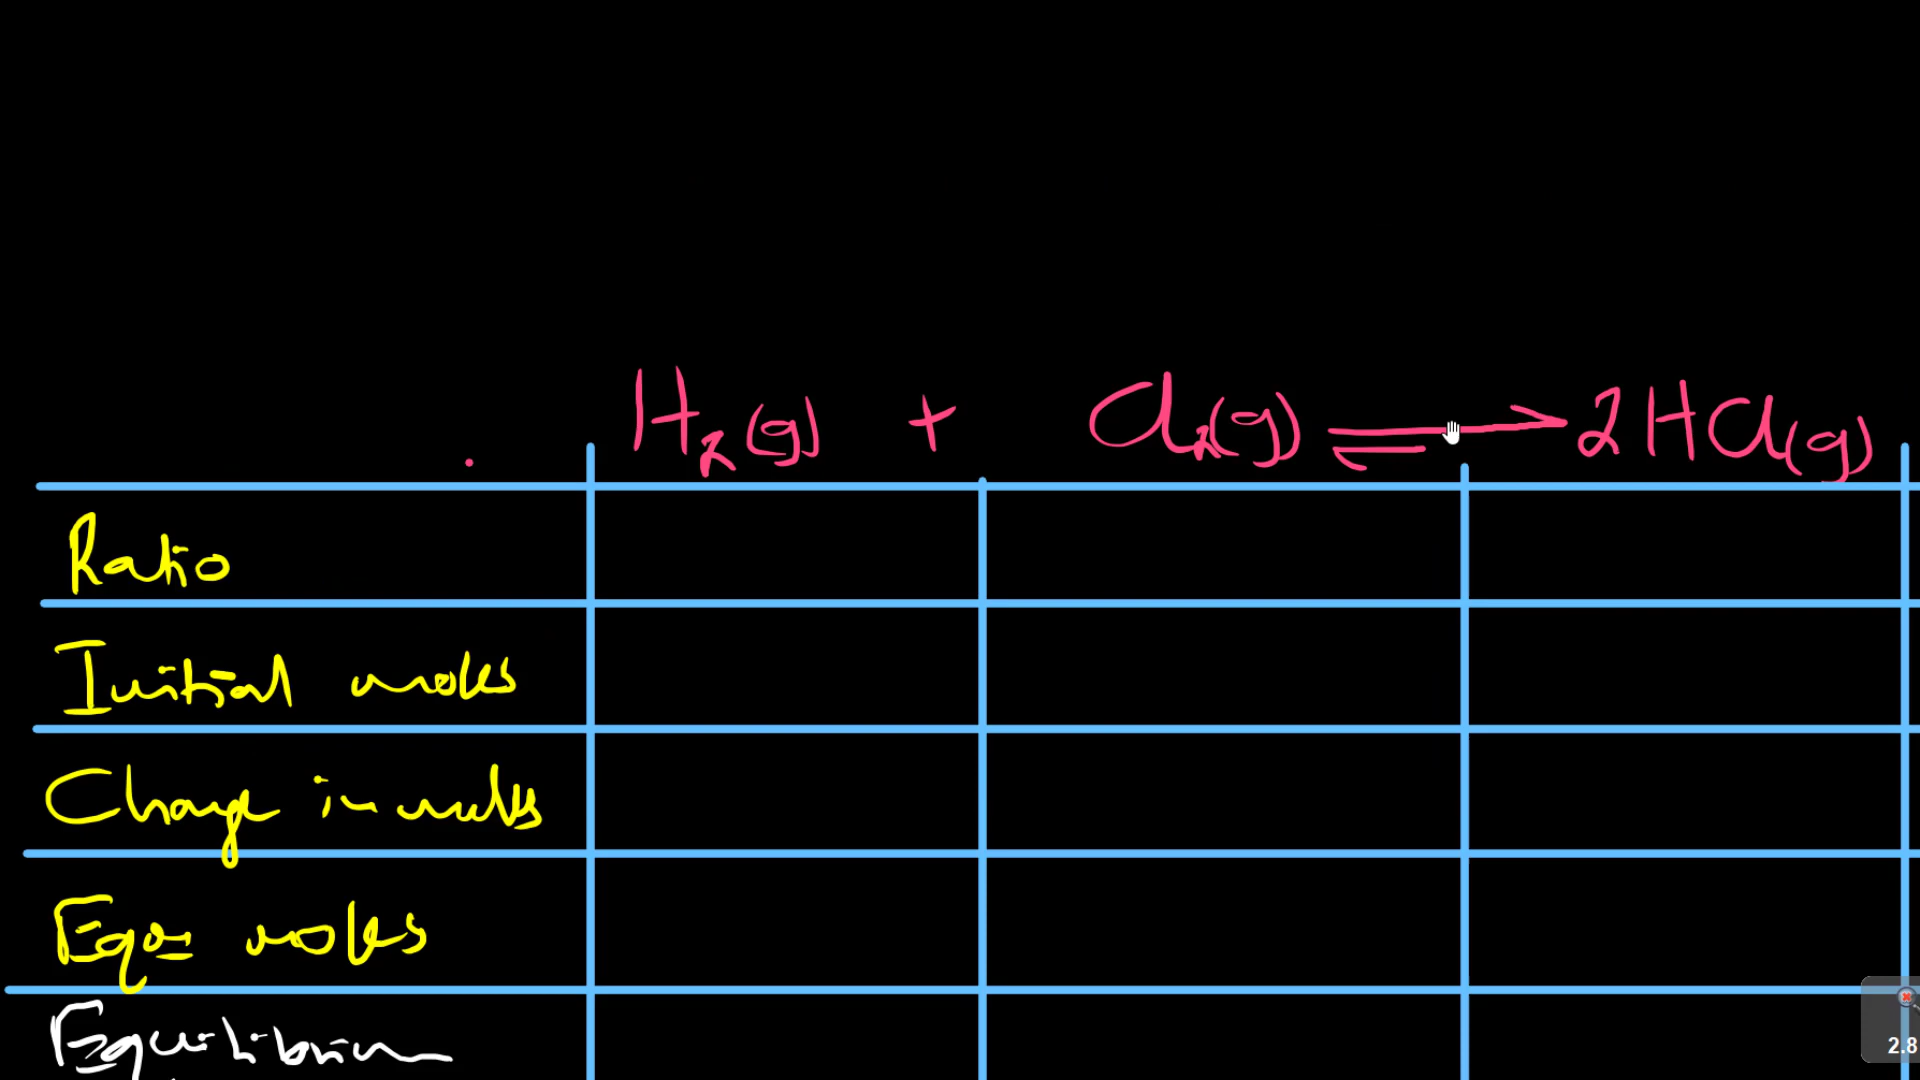 H₂(g) + Cl₂(g) ⇌ 2HCl(g)
Ratio
Initial moles
Change in moles
Eqm moles
Equilibrium
2.8